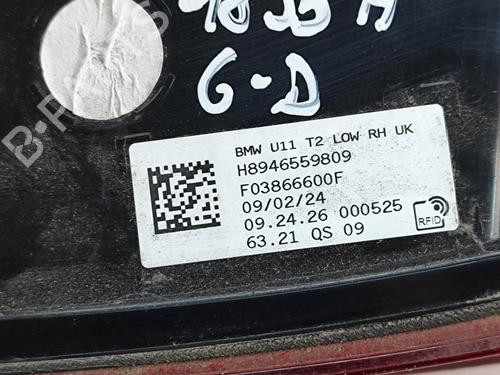 G-D
BMW U11 T2 LOW RH UK
H8946559809
F03866600F
09/02/24
09.24.26 000525
63.21 QS 09
RFID